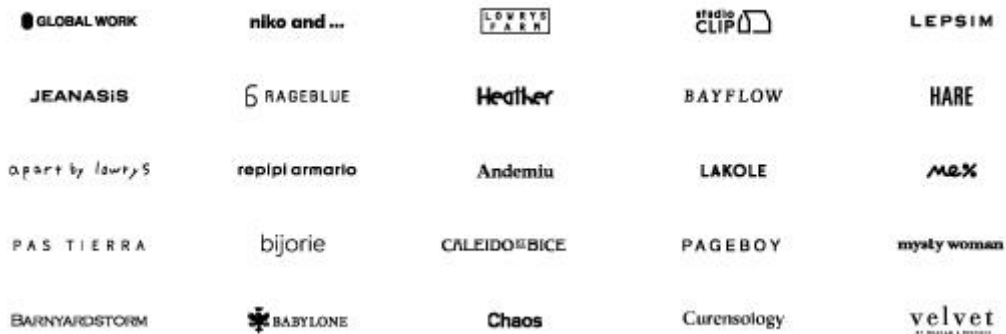 GLOBAL WORK niko and ... LOWRYS FARM studio CLIP LEPSIM
JEANASiS RAGEBLUE Heather BAYFLOW HARE
apart by lowrys repipi armario Andemiu LAKOLE
PAS TIERRA bijorie CALEIDO ET BICE PAGEBOY mysty woman
BARNYARDSTORM BABYLONE Chaos Curensology velvet